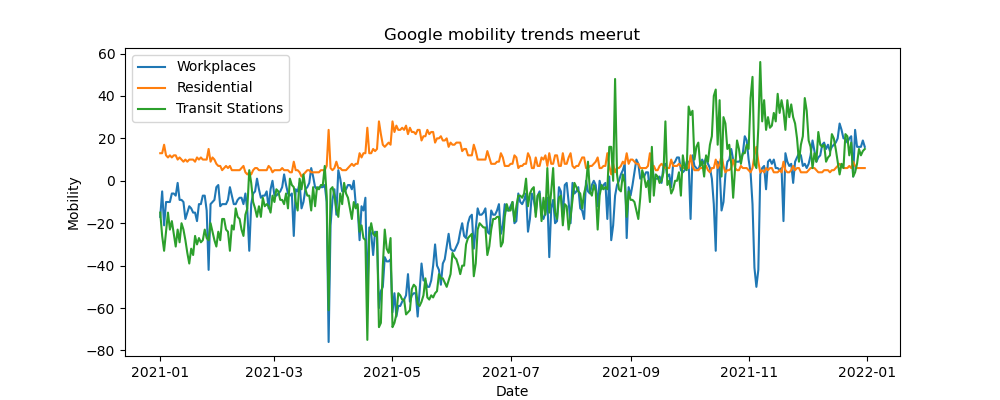 Google mobility trends meerut
Workplaces
Residential
Transit Stations
60
40
20
0
−20
−40
−60
−80
Mobility
2021-01 2021-03 2021-05 2021-07 2021-09 2021-11 2022-01
Date